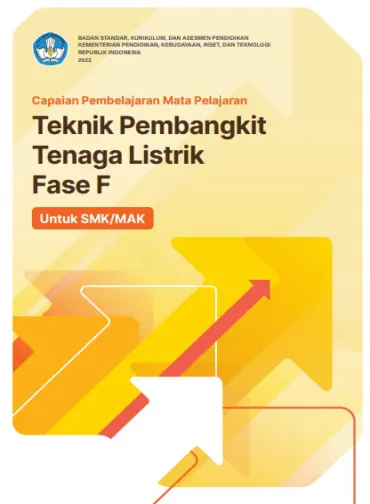 BADAN STANDAR, KURIKULUM, DAN ASESMEN PENDIDIKAN
KEMENTERIAN PENDIDIKAN, KEBUDAYAAN, RISET, DAN TEKNOLOGI
REPUBLIK INDONESIA
2022
Capaian Pembelajaran Mata Pelajaran
Teknik Pembangkit
Tenaga Listrik
Fase F
Untuk SMK/MAK